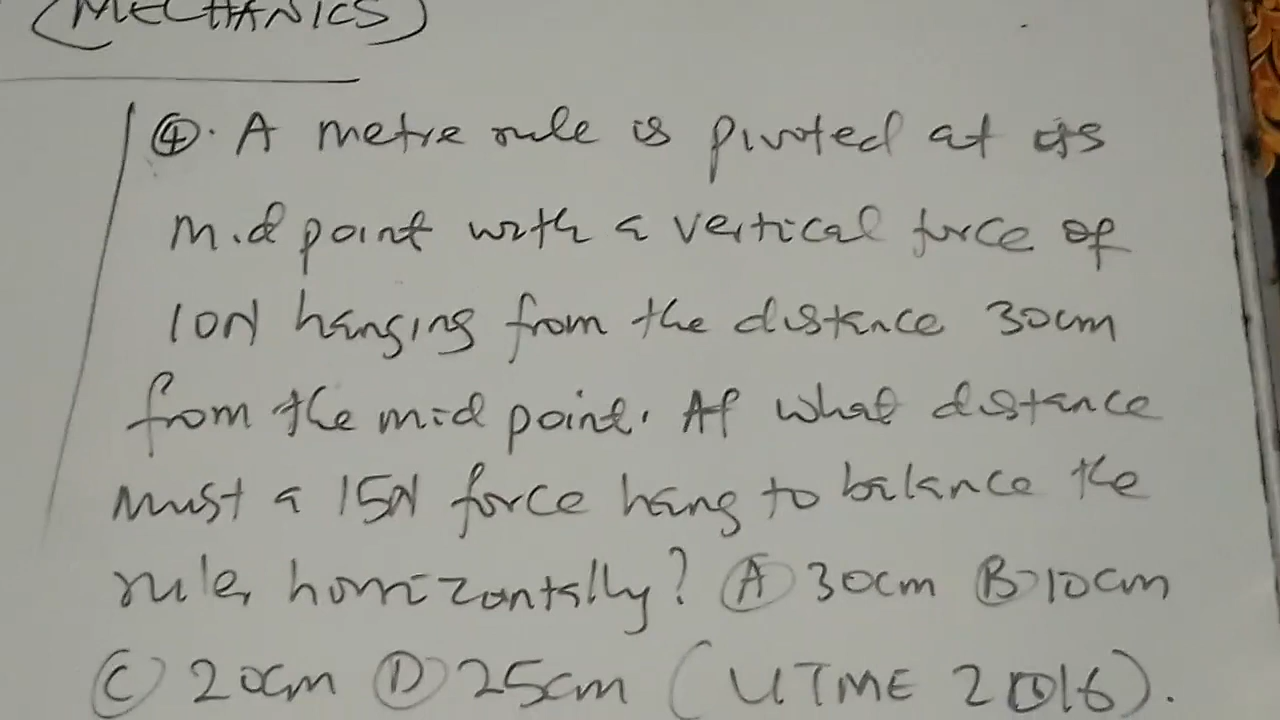 (MECHANICS)
④. A metre rule is pivoted at its
mid point with a vertical force of
10N hanging from the distance 30cm
from the mid point. At what distance
must a 15N force hang to balance the
rule, horizontally? Ⓐ 30cm Ⓑ 10cm
Ⓒ 20cm Ⓓ 25cm (UTME 2016).